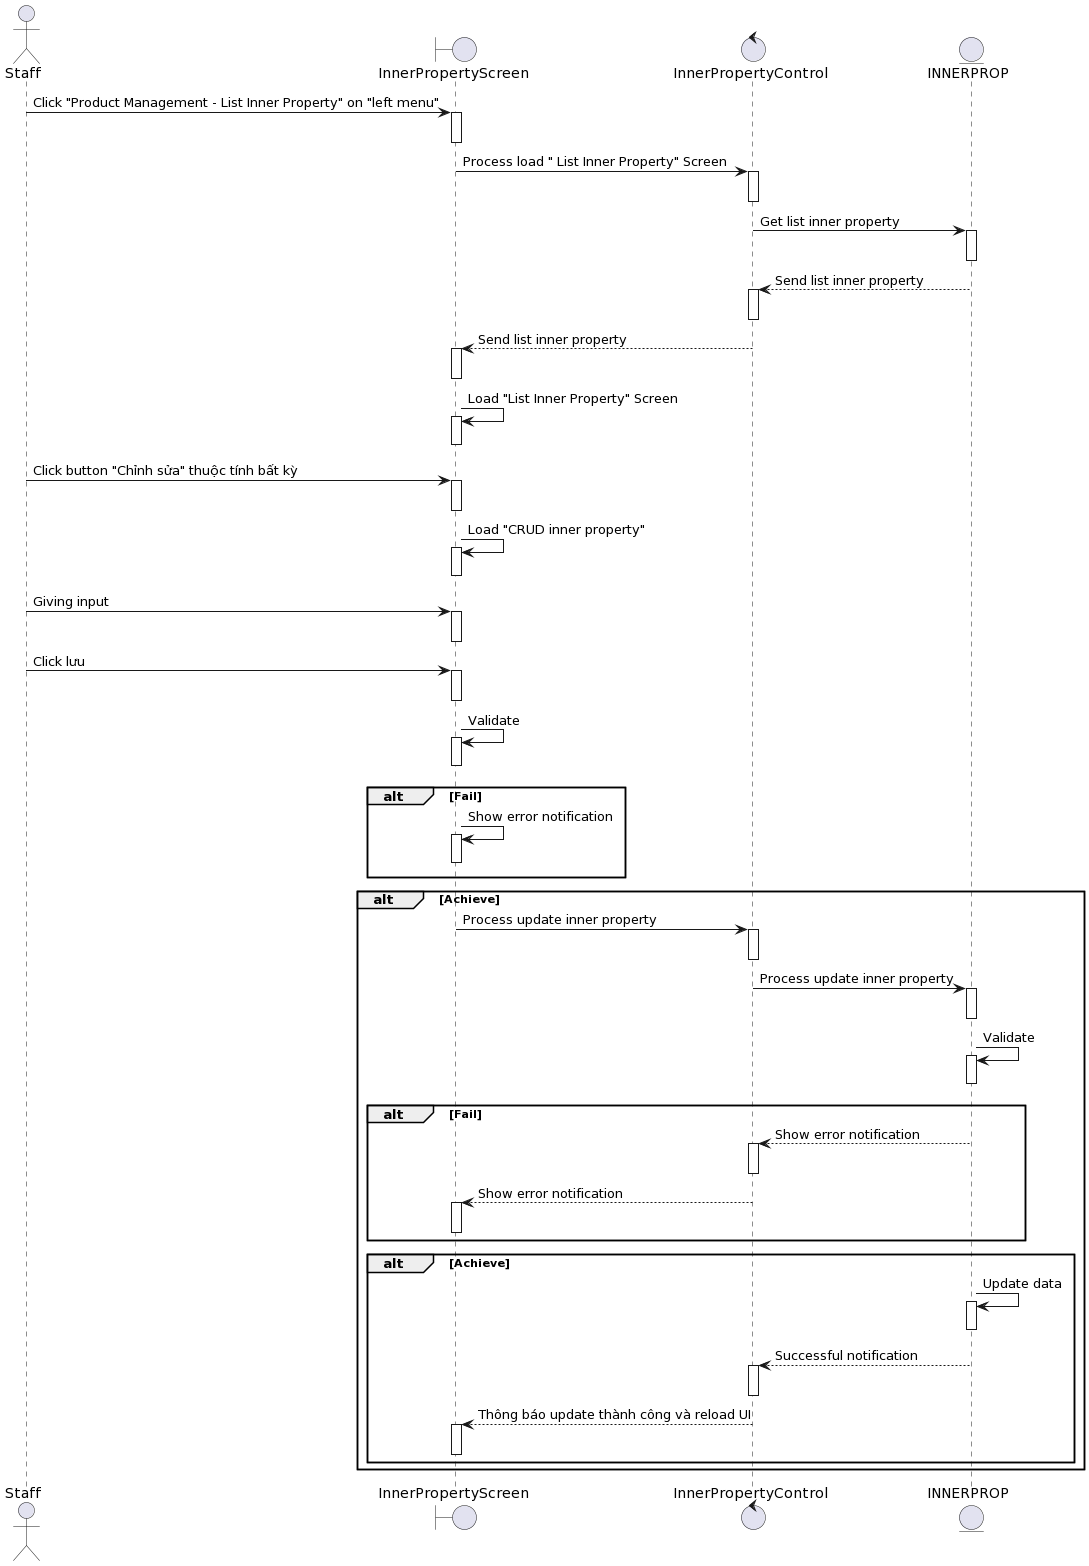 Staff
InnerPropertyScreen
InnerPropertyControl
INNERPROP
Click "Product Management - List Inner Property" on "left menu"
Process load " List Inner Property" Screen
Get list inner property
Send list inner property
Send list inner property
Load "List Inner Property" Screen
Click button "Chỉnh sửa" thuộc tính bất kỳ
Load "CRUD inner property"
Giving input
Click lưu
Validate
alt [Fail]
Show error notification
alt [Achieve]
Process update inner property
Process update inner property
Validate
alt [Fail]
Show error notification
Show error notification
alt [Achieve]
Update data
Successful notification
Thông báo update thành công và reload UI
Staff
InnerPropertyScreen
InnerPropertyControl
INNERPROP